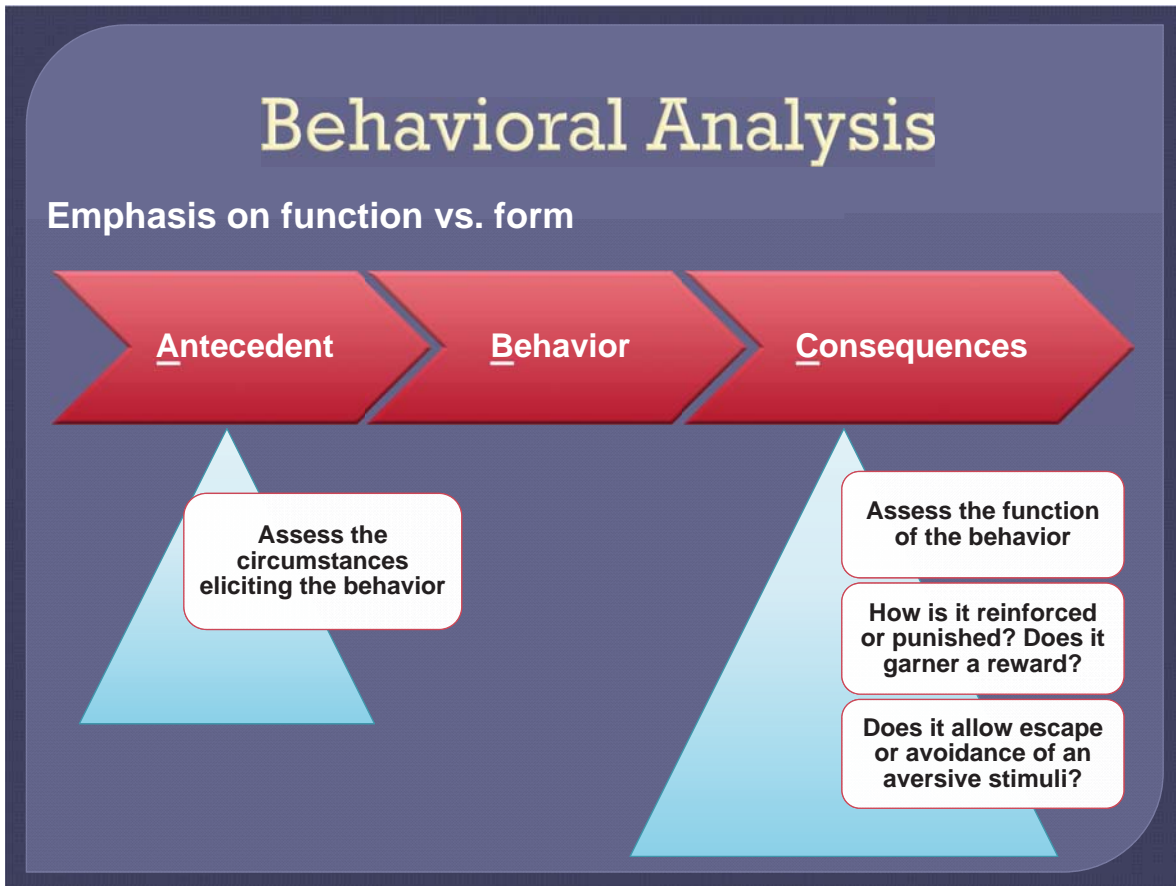 Behavioral Analysis
Emphasis on function vs. form
Antecedent
Behavior
Consequences
Assess the
circumstances
eliciting the behavior
Assess the function
of the behavior
How is it reinforced
or punished? Does it
garner a reward?
Does it allow escape
or avoidance of an
aversive stimuli?